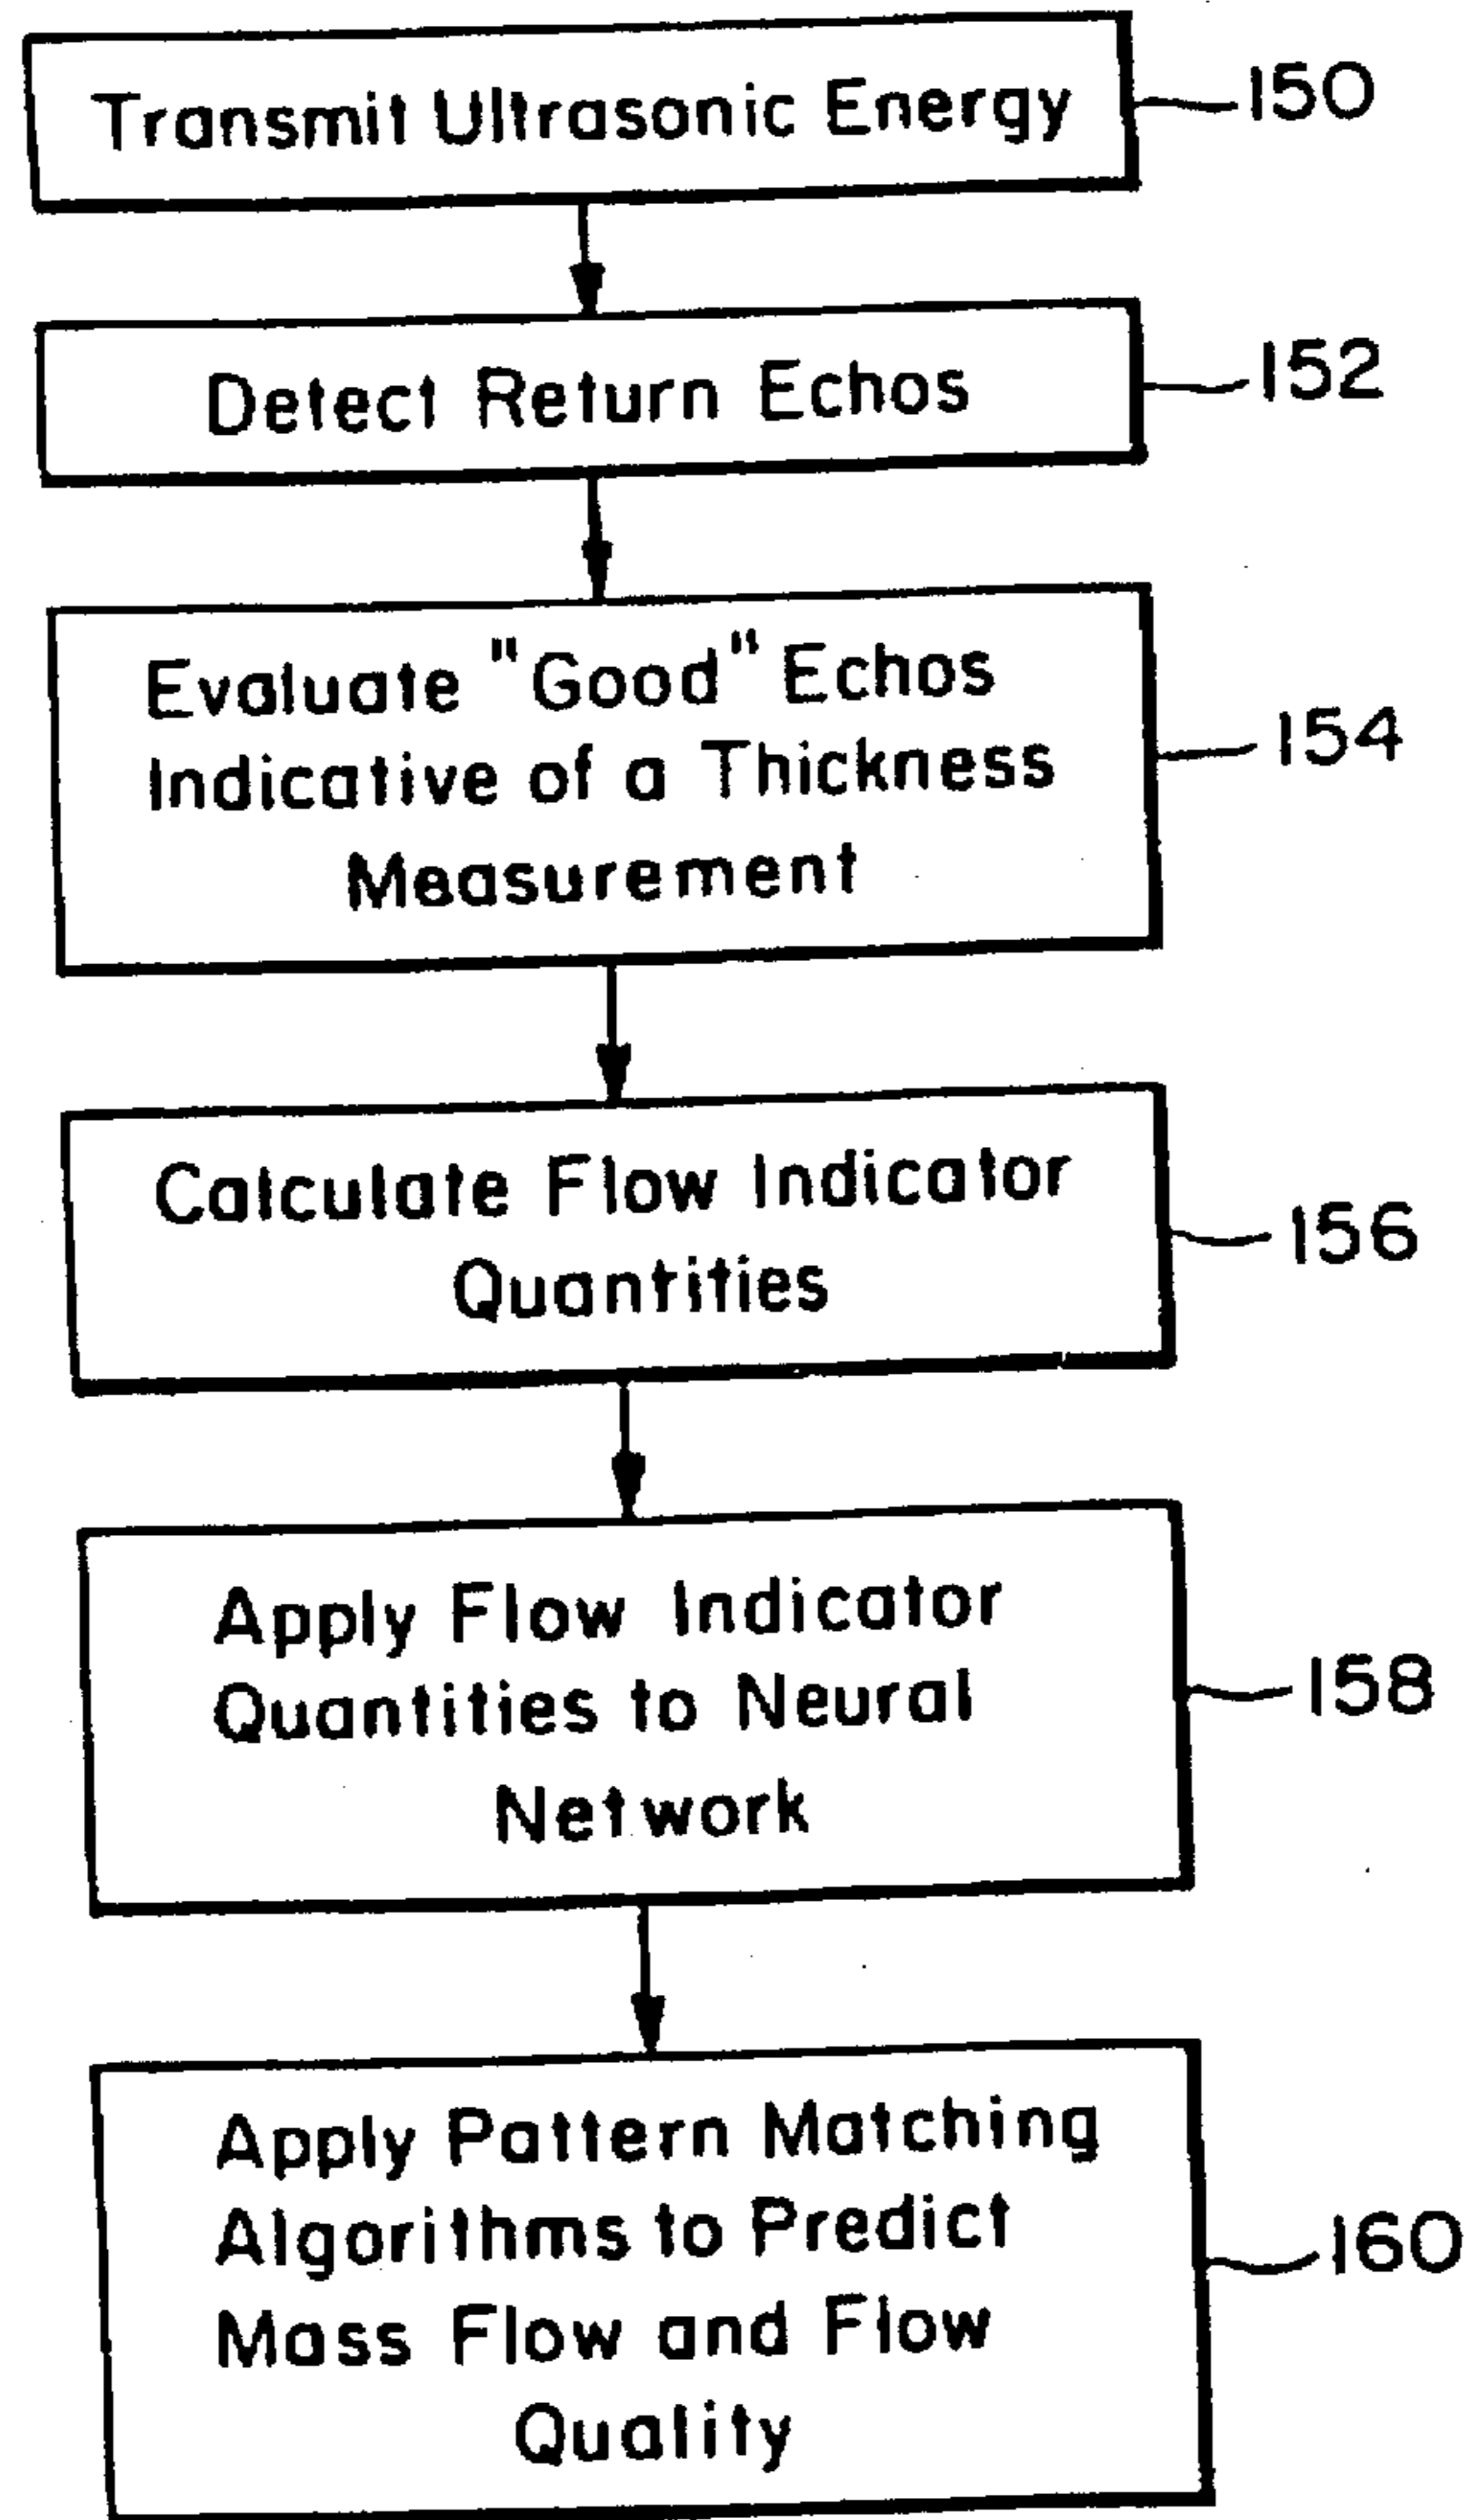 Transmit Ultrasonic Energy
150
Detect Return Echos
152
Evaluate "Good" Echos
Indicative of a Thickness
Measurement
154
Calculate Flow Indicator
Quantities
156
Apply Flow Indicator
Quantities to Neural
Network
158
Apply Pattern Matching
Algorithms to Predict
Mass Flow and Flow
Quality
160